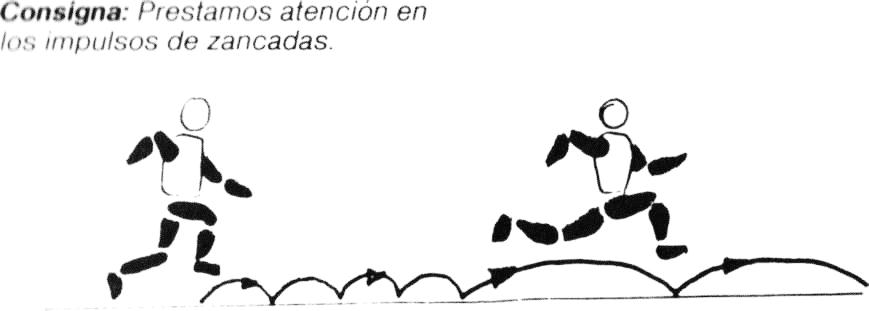 Consigna: Prestamos atención en
los impulsos de zancadas.